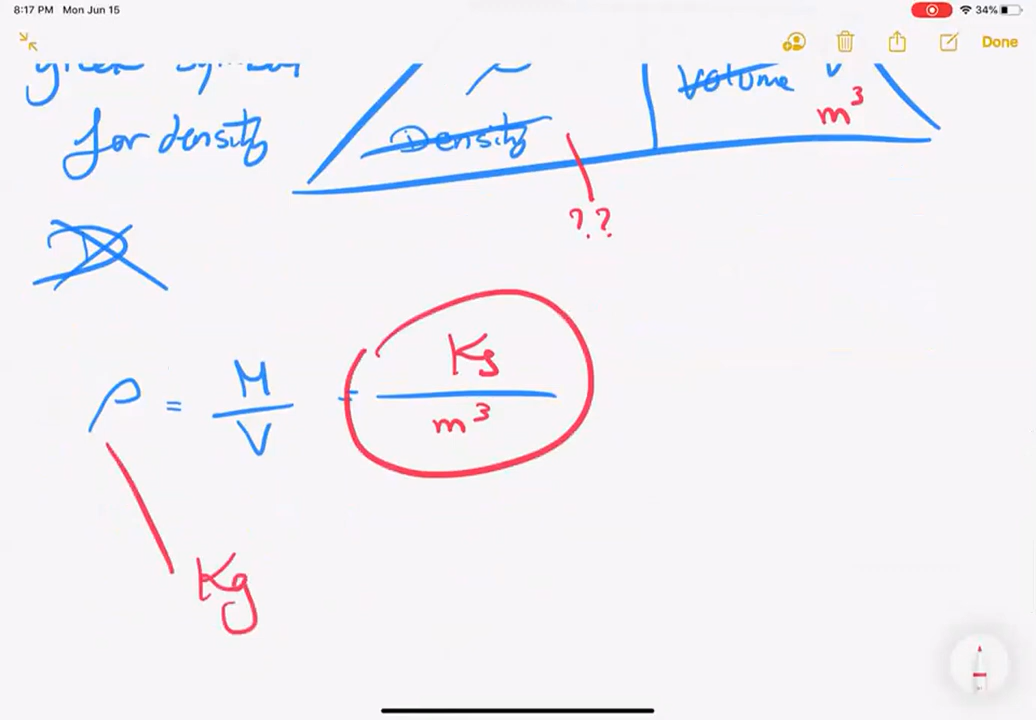 8:17 PM Mon Jun 15
34%
Done
Volume V
m³
for density
Density
??
D
ρ = M/V = Kg/m³
Kg